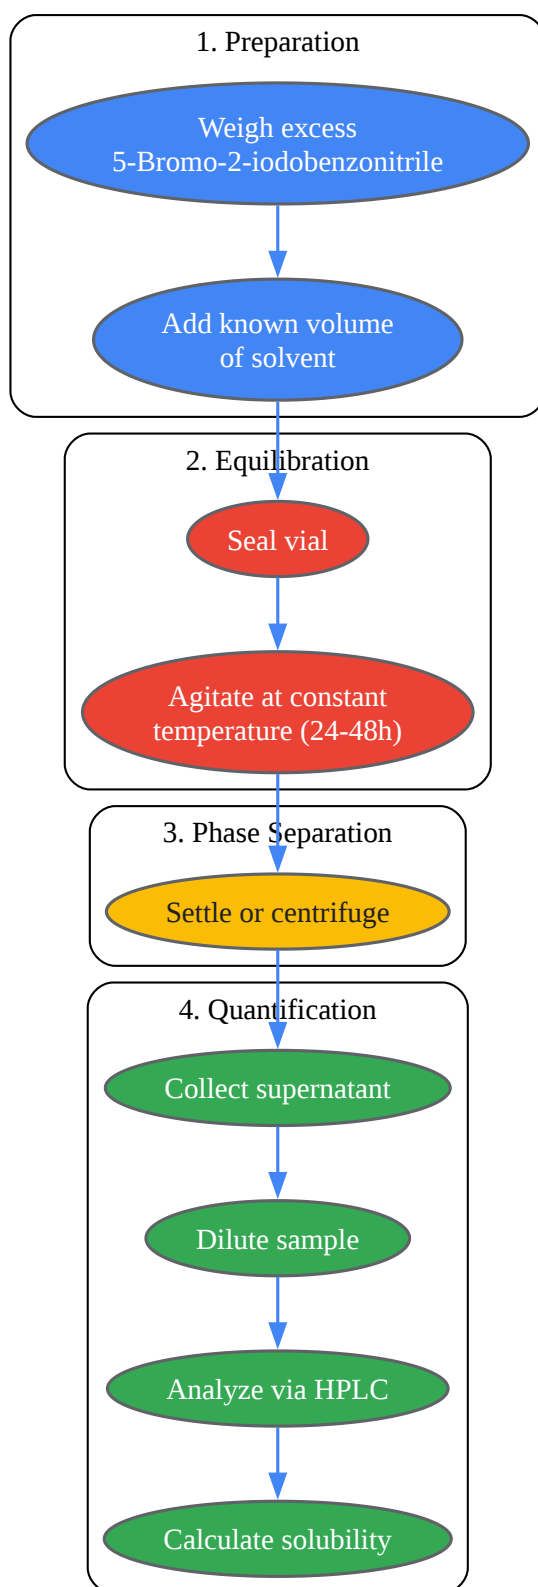 1. Preparation
Weigh excess
5-Bromo-2-iodobenzonitrile
Add known volume
of solvent
2. Equilibration
Seal vial
Agitate at constant
temperature (24-48h)
3. Phase Separation
Settle or centrifuge
4. Quantification
Collect supernatant
Dilute sample
Analyze via HPLC
Calculate solubility